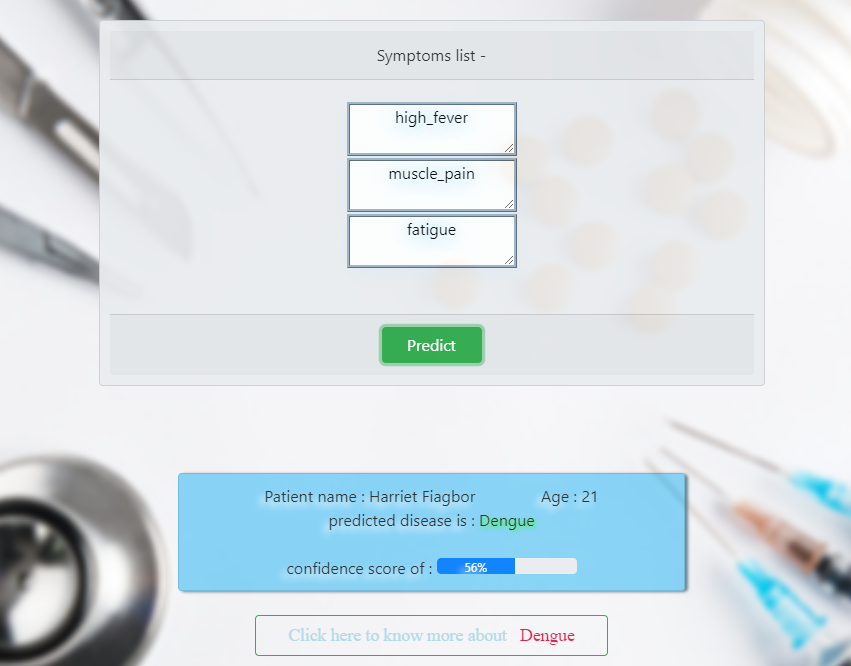 Symptoms list -
high_fever
muscle_pain
fatigue
Predict
Patient name : Harriet Fiagbor Age : 21
predicted disease is : Dengue
confidence score of : 56%
Click here to know more about Dengue